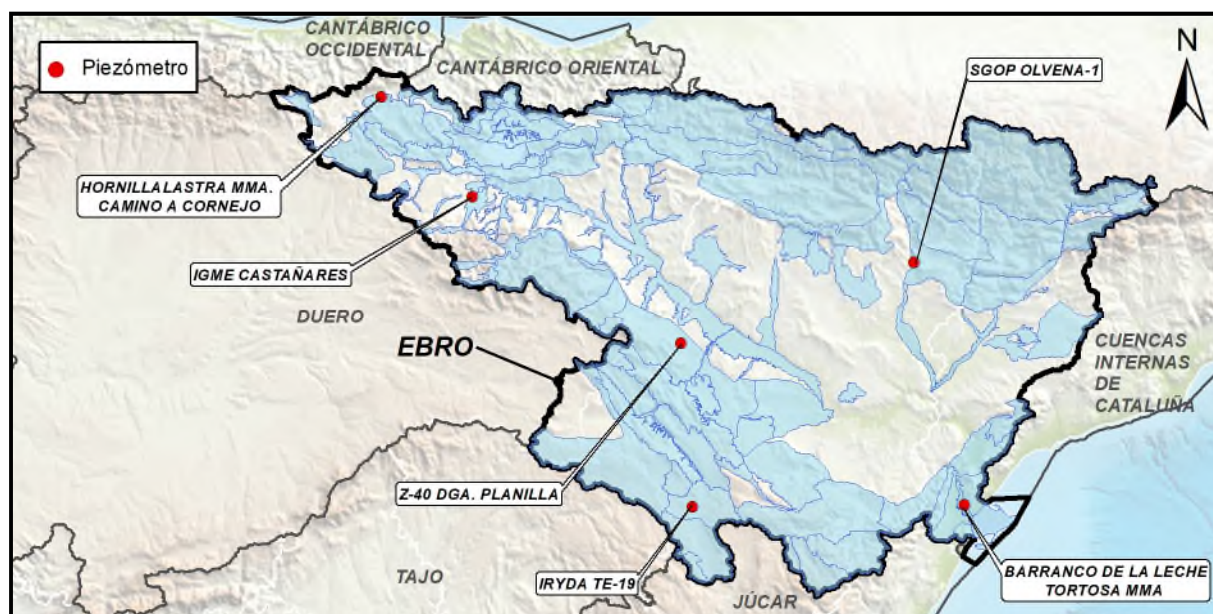 CANTÁBRICO
OCCIDENTAL
CANTÁBRICO ORIENTAL
N
Piezómetro
SGOP OLVENA-1
HORNILLALASTRA MMA.
CAMINO A CORNEJO
IGME CASTAÑARES
DUERO
EBRO
CUENCAS
INTERNAS
DE
CATALUÑA
Z-40 DGA. PLANILLA
IRYDA TE-19
BARRANCO DE LA LECHE
TORTOSA MMA
TAJO
JÚCAR